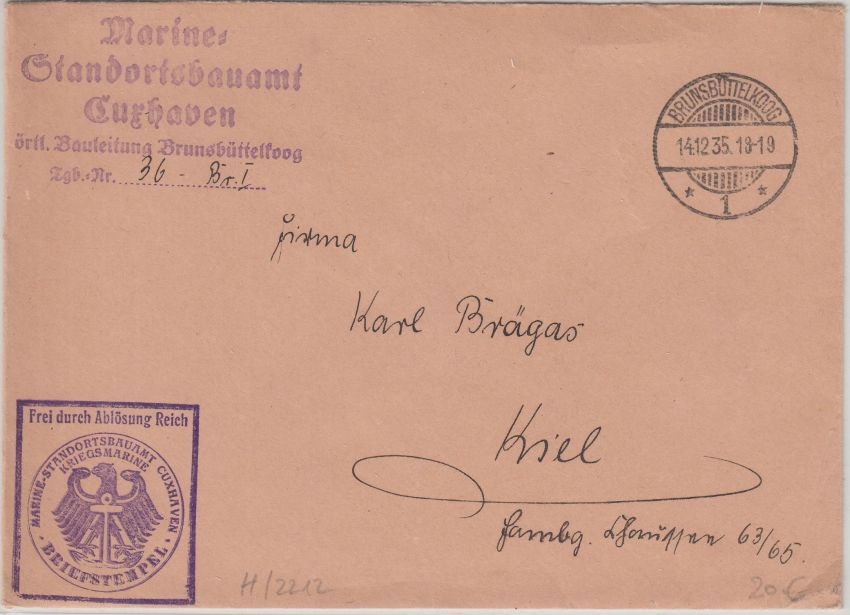 Marine-
Standortsbauamt
Cuxhaven
örtl. Bauleitung Brunsbüttelkoog
Tgb.-Nr. 36 - Br. I
BRUNSBÜTTELKOOG
14.12.35.18-19
* 1 *
Firma
Karl Brägas
Kiel
Hambg. Chaussee 63/65.
Frei durch Ablösung Reich
MARINE-STANDORTSBAUAMT CUXHAVEN
KRIEGSMARINE
· BRIEFSTEMPEL ·
H/2212